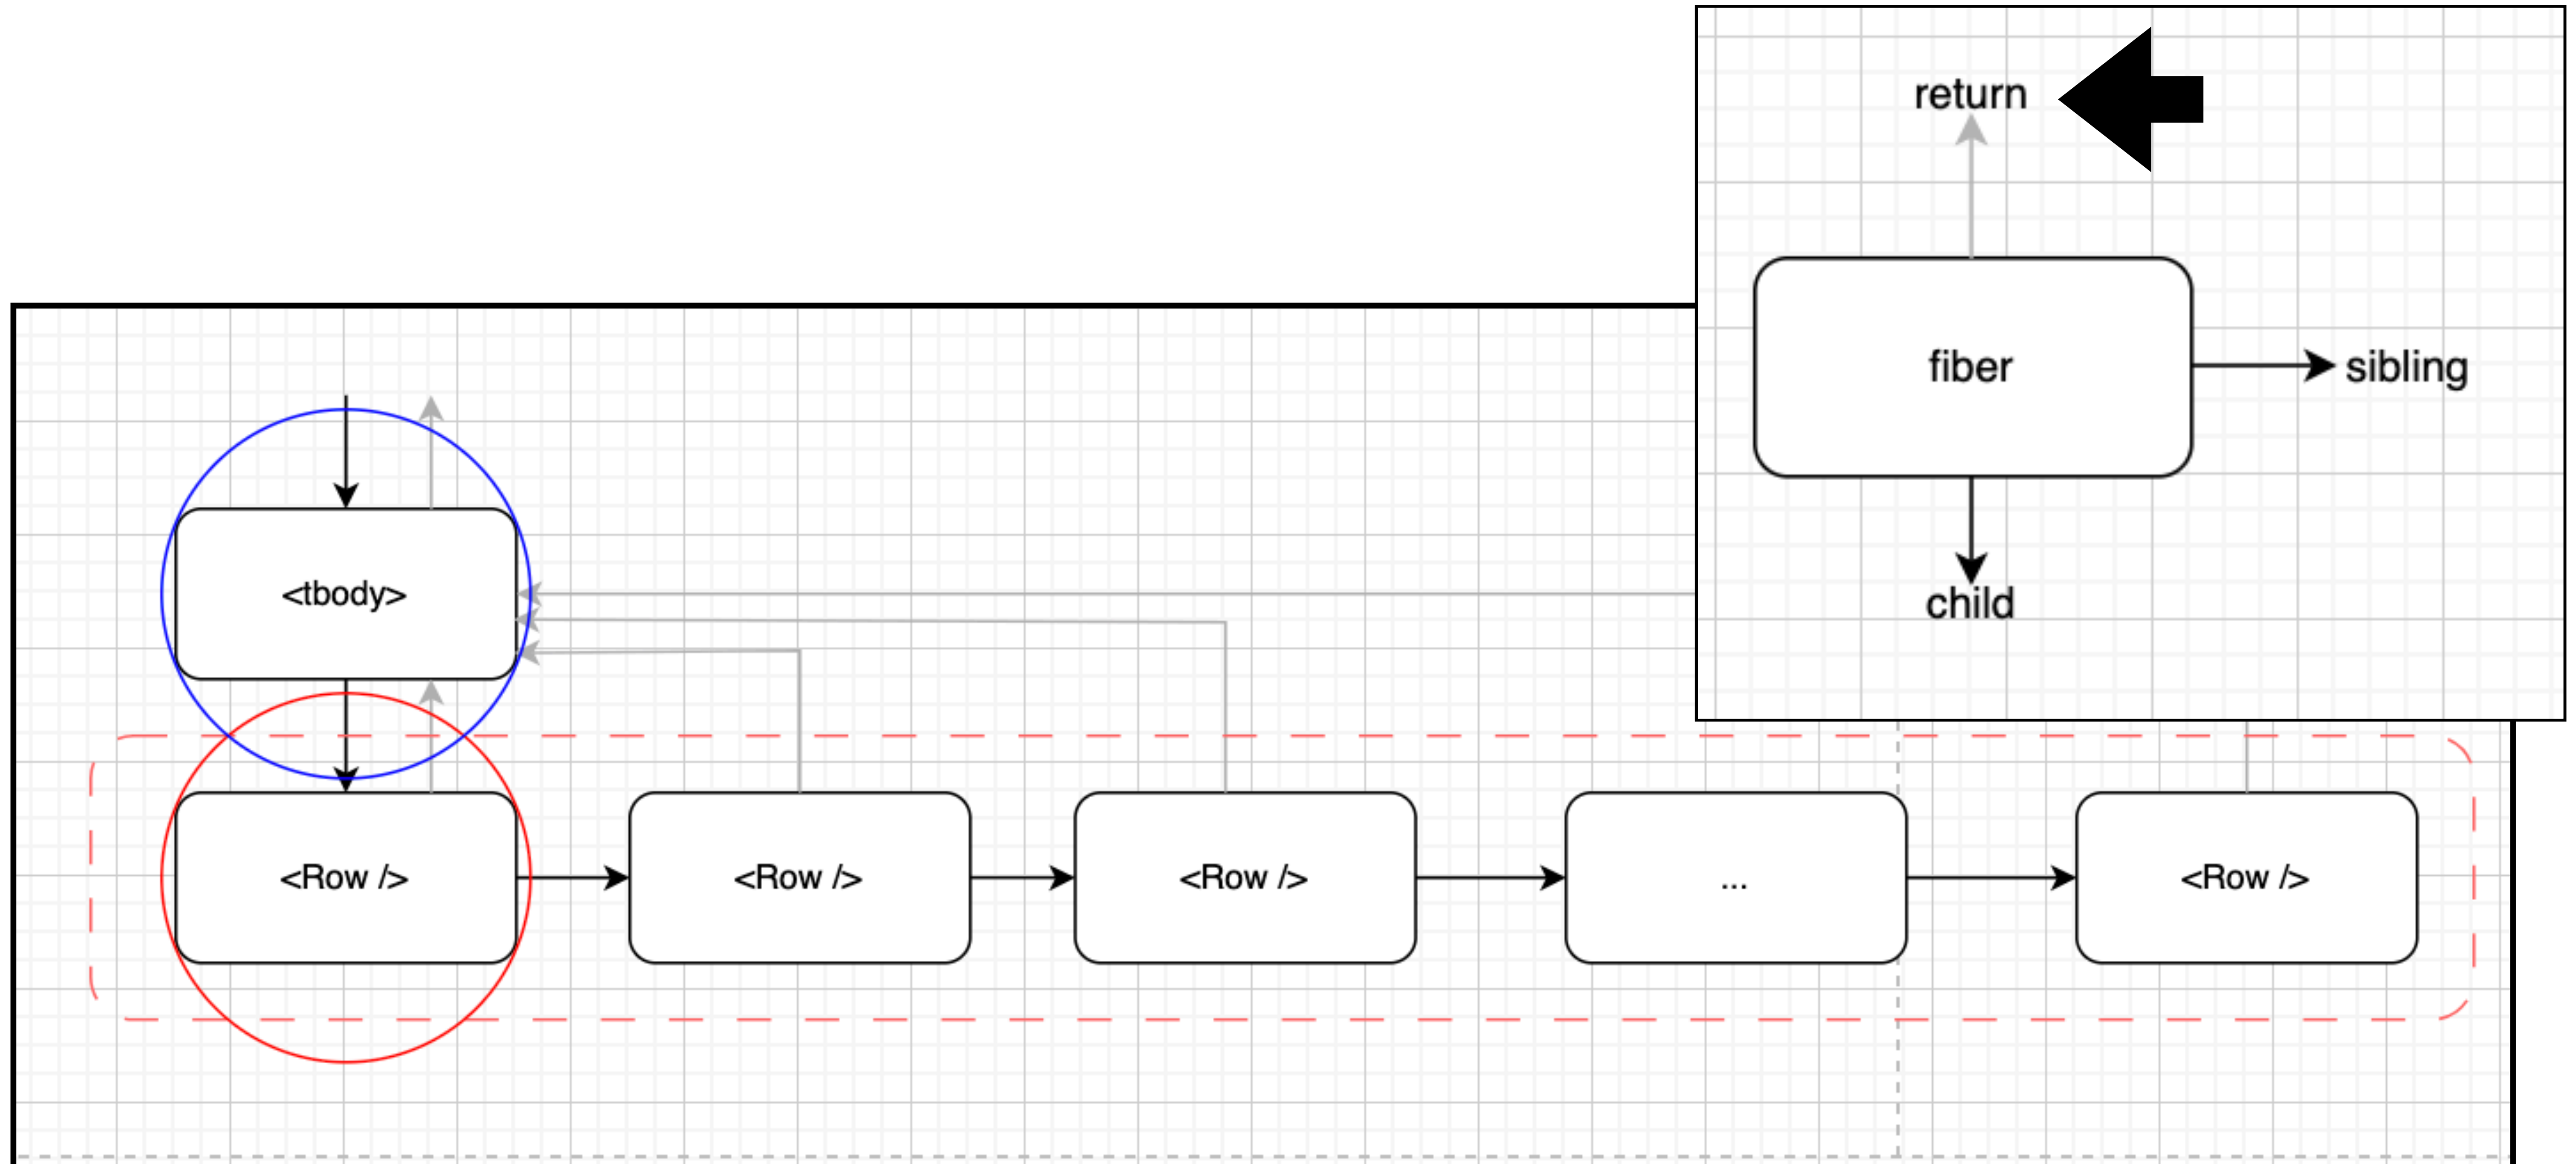 return
fiber
sibling
child
<tbody>
<Row />
<Row />
<Row />
...
<Row />